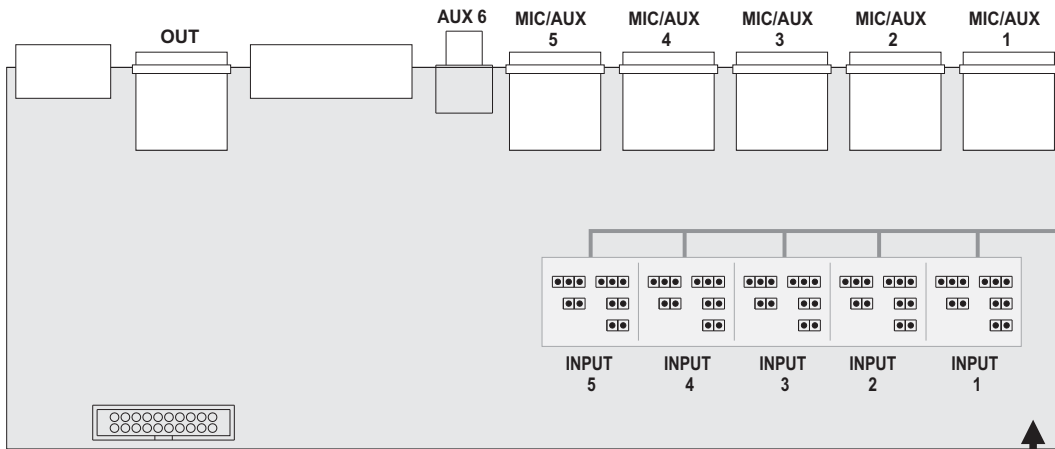 OUT
AUX 6
MIC/AUX
5
MIC/AUX
4
MIC/AUX
3
MIC/AUX
2
MIC/AUX
1
INPUT
5
INPUT
4
INPUT
3
INPUT
2
INPUT
1